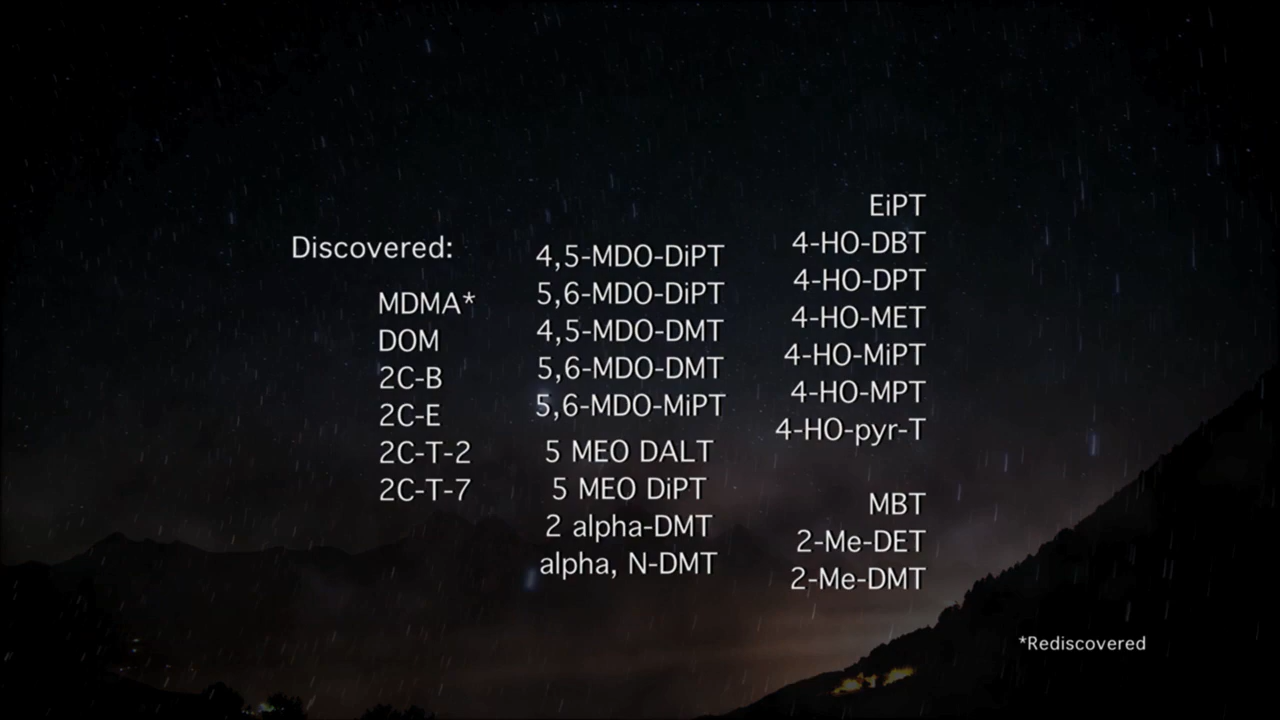 Discovered:
MDMA*
DOM
2C-B
2C-E
2C-T-2
2C-T-7
4,5-MDO-DiPT
5,6-MDO-DiPT
4,5-MDO-DMT
5,6-MDO-DMT
5,6-MDO-MiPT
5 MEO DALT
5 MEO DiPT
2 alpha-DMT
alpha, N-DMT
EiPT
4-HO-DBT
4-HO-DPT
4-HO-MET
4-HO-MiPT
4-HO-MPT
4-HO-pyr-T
MBT
2-Me-DET
2-Me-DMT
*Rediscovered